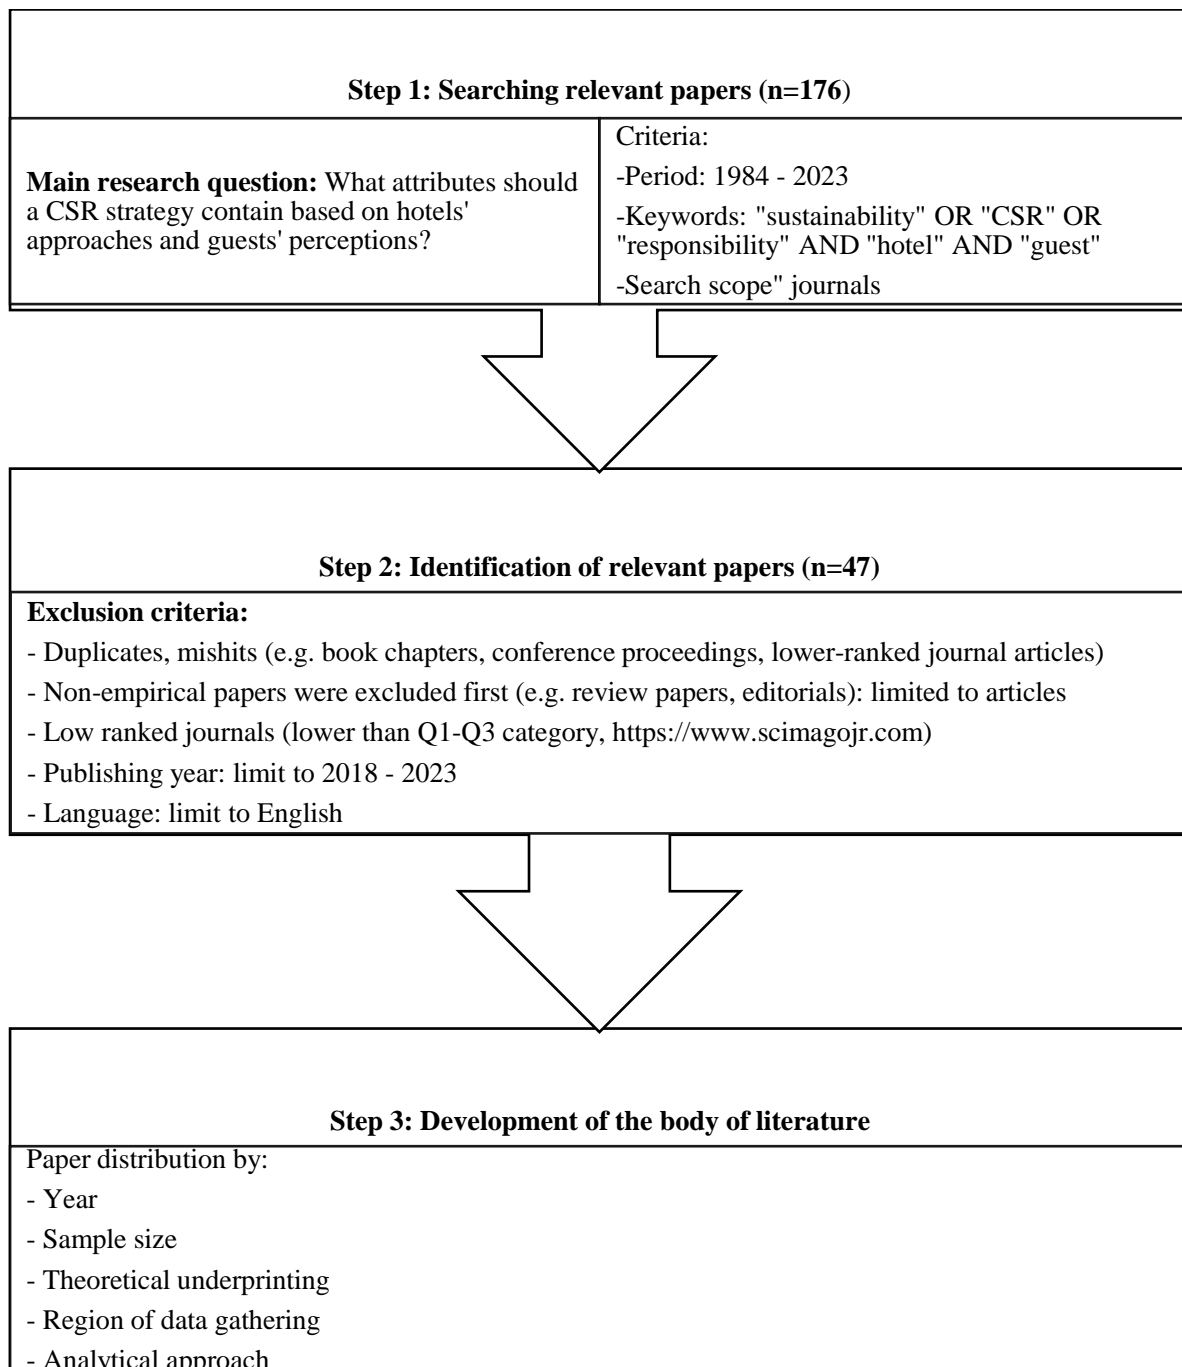 Step 1: Searching relevant papers (n=176)
Main research question: What attributes should
a CSR strategy contain based on hotels'
approaches and guests' perceptions?
Criteria:
-Period: 1984 - 2023
-Keywords: "sustainability" OR "CSR" OR
"responsibility" AND "hotel" AND "guest"
-Search scope" journals
Step 2: Identification of relevant papers (n=47)
Exclusion criteria:
- Duplicates, mishits (e.g. book chapters, conference proceedings, lower-ranked journal articles)
- Non-empirical papers were excluded first (e.g. review papers, editorials): limited to articles
- Low ranked journals (lower than Q1-Q3 category, https://www.scimagojr.com)
- Publishing year: limit to 2018 - 2023
- Language: limit to English
Step 3: Development of the body of literature
Paper distribution by:
- Year
- Sample size
- Theoretical underprinting
- Region of data gathering
- Analytical approach